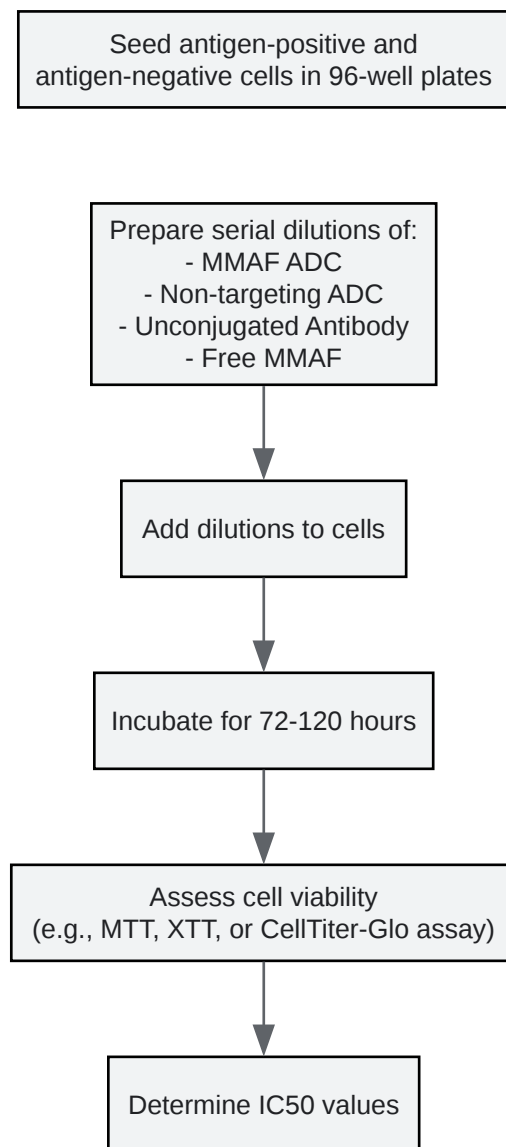 Seed antigen-positive and
antigen-negative cells in 96-well plates
Prepare serial dilutions of:
- MMAF ADC
- Non-targeting ADC
- Unconjugated Antibody
- Free MMAF
Add dilutions to cells
Incubate for 72-120 hours
Assess cell viability
(e.g., MTT, XTT, or CellTiter-Glo assay)
Determine IC50 values